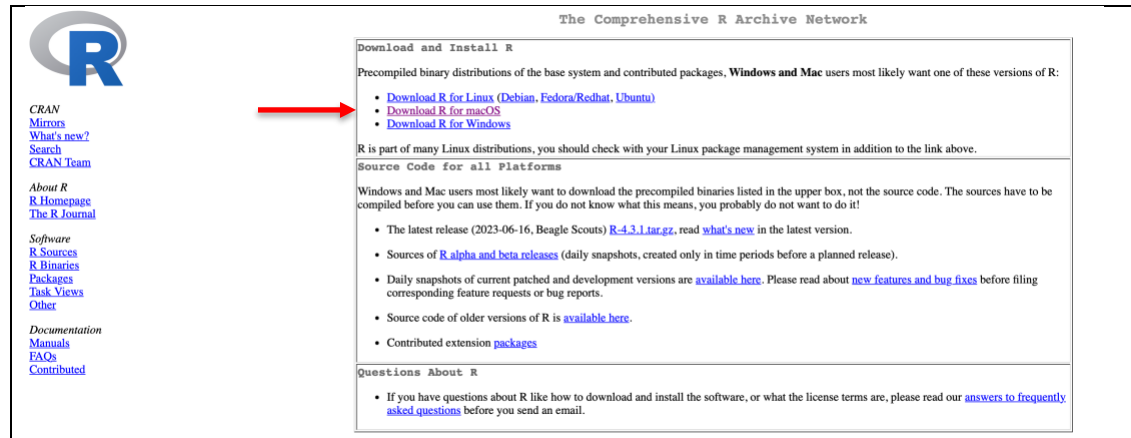 The Comprehensive R Archive Network
R
CRAN
Mirrors
What's new?
Search
CRAN Team
About R
R Homepage
The R Journal
Software
R Sources
R Binaries
Packages
Task Views
Other
Documentation
Manuals
FAQs
Contributed
Download and Install R
Precompiled binary distributions of the base system and contributed packages, Windows and Mac users most likely want one of these versions of R:
• Download R for Linux (Debian, Fedora/Redhat, Ubuntu)
• Download R for macOS
• Download R for Windows
R is part of many Linux distributions, you should check with your Linux package management system in addition to the link above.
Source Code for all Platforms
Windows and Mac users most likely want to download the precompiled binaries listed in the upper box, not the source code. The sources have to be
compiled before you can use them. If you do not know what this means, you probably do not want to do it!
• The latest release (2023-06-16, Beagle Scouts) R-4.3.1.tar.gz, read what's new in the latest version.
• Sources of R alpha and beta releases (daily snapshots, created only in time periods before a planned release).
• Daily snapshots of current patched and development versions are available here. Please read about new features and bug fixes before filing
corresponding feature requests or bug reports.
• Source code of older versions of R is available here.
• Contributed extension packages
Questions About R
• If you have questions about R like how to download and install the software, or what the license terms are, please read our answers to frequently
asked questions before you send an email.